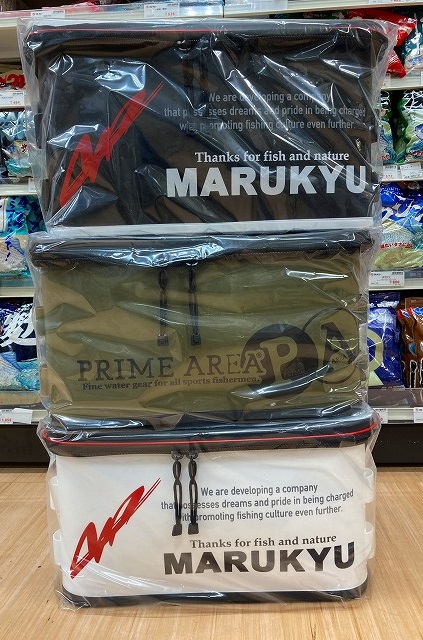 We are developing a company
that possesses dreams and pride in being charged
with promoting fishing culture even further.
Thanks for fish and nature
MARUKYU
PRIME AREA
Fine water gear for all sports fishermen.
We are developing a company
that possesses dreams and pride in being charged
with promoting fishing culture even further.
Thanks for fish and nature
MARUKYU